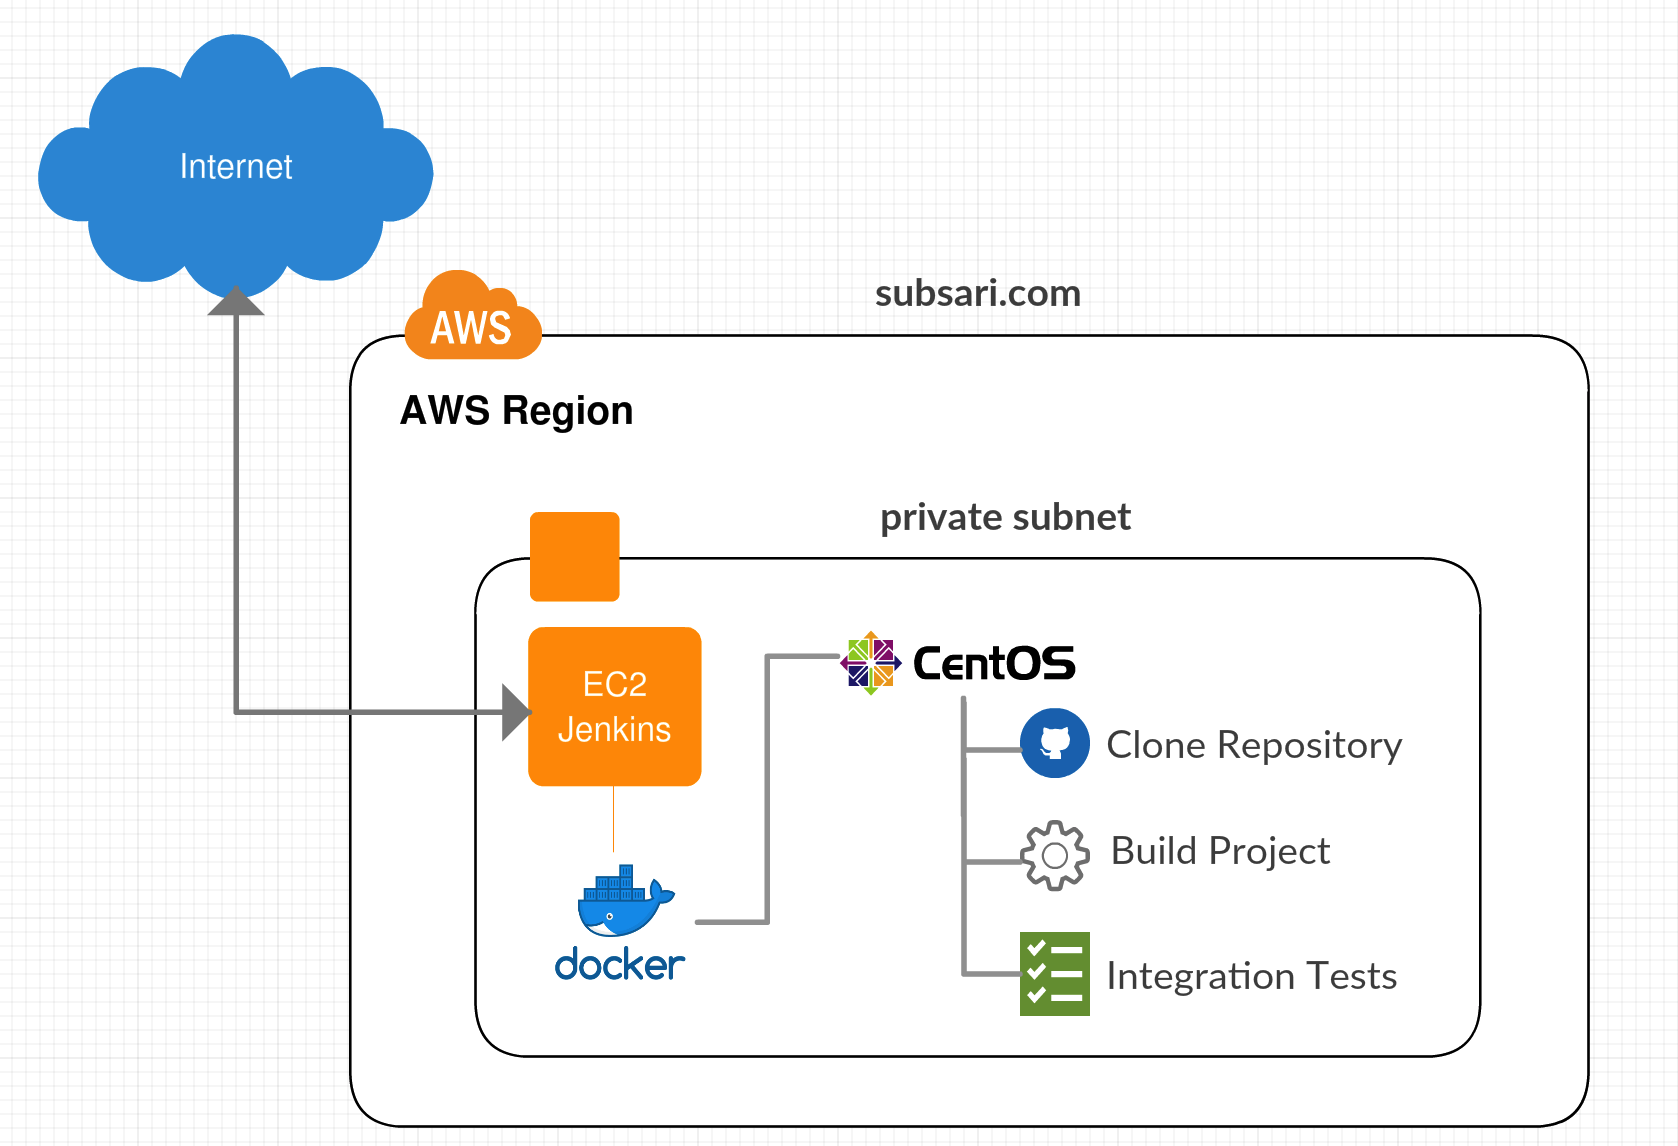 Internet
subsari.com
AWS
AWS Region
private subnet
EC2
Jenkins
CentOS
Clone Repository
Build Project
docker
Integration Tests